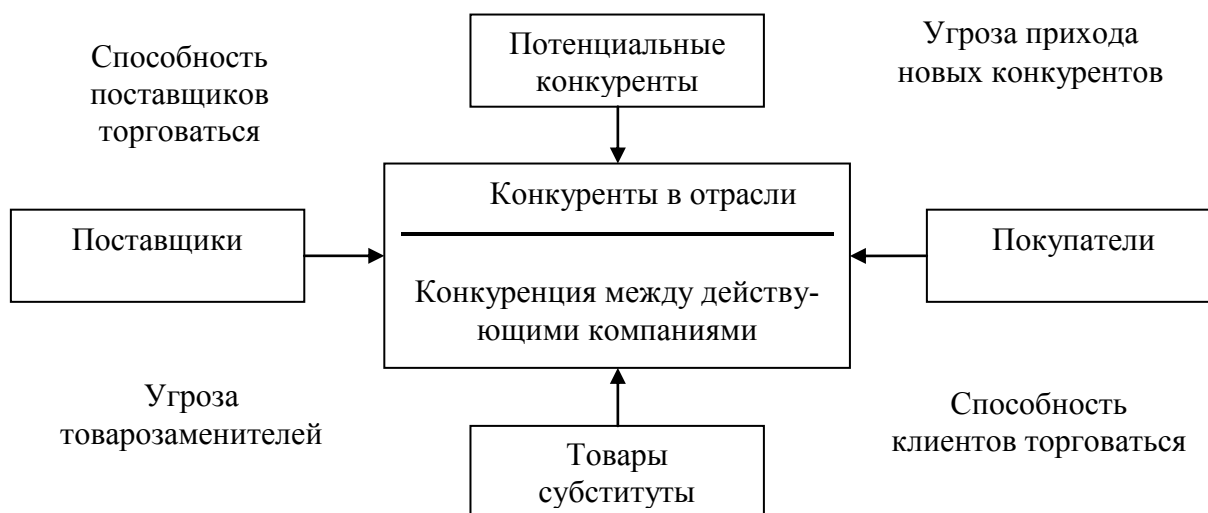 Потенциальные
конкуренты
Угроза прихода
новых конкурентов
Способность
поставщиков
торговаться
Конкуренты в отрасли
Поставщики
Покупатели
Конкуренция между действу-
ющими компаниями
Угроза
товарозаменителей
Способность
клиентов торговаться
Товары
субституты